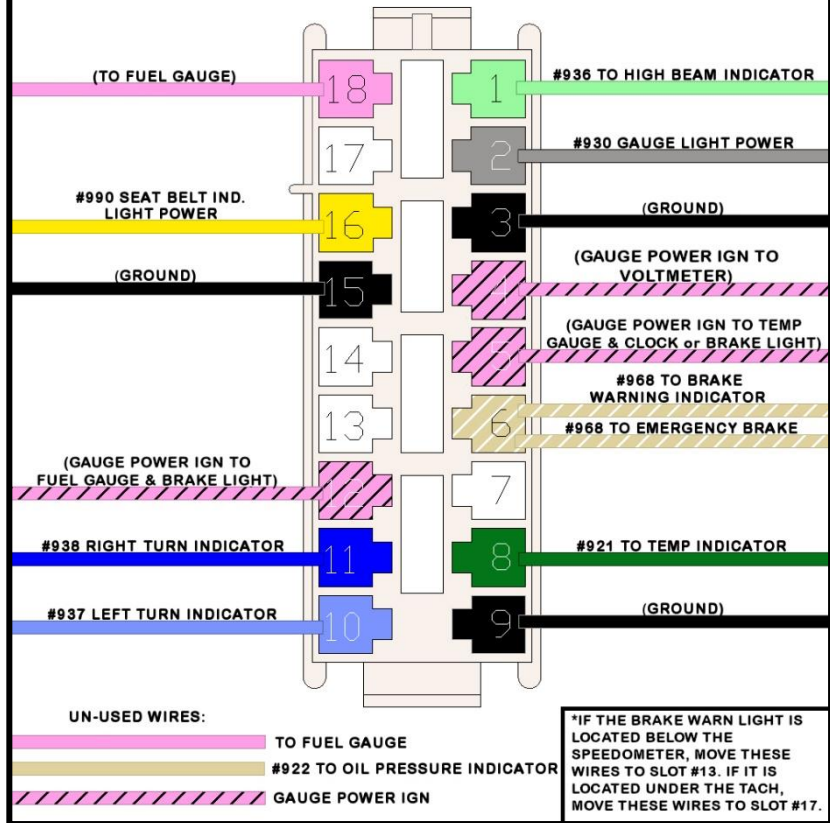 (TO FUEL GAUGE)
18
1
#936 TO HIGH BEAM INDICATOR
17
2
#930 GAUGE LIGHT POWER
#990 SEAT BELT IND.
LIGHT POWER
16
3
(GROUND)
(GROUND)
15
4
(GAUGE POWER IGN TO
VOLTMETER)
14
5
(GAUGE POWER IGN TO TEMP
GAUGE & CLOCK or BRAKE LIGHT)
13
6
#968 TO BRAKE
WARNING INDICATOR
#968 TO EMERGENCY BRAKE
(GAUGE POWER IGN TO
FUEL GAUGE & BRAKE LIGHT)
12
7
#938 RIGHT TURN INDICATOR
11
8
#921 TO TEMP INDICATOR
#937 LEFT TURN INDICATOR
10
9
(GROUND)
UN-USED WIRES:
TO FUEL GAUGE
#922 TO OIL PRESSURE INDICATOR
GAUGE POWER IGN
*IF THE BRAKE WARN LIGHT IS
LOCATED BELOW THE
SPEEDOMETER, MOVE THESE
WIRES TO SLOT #13. IF IT IS
LOCATED UNDER THE TACH,
MOVE THESE WIRES TO SLOT #17.